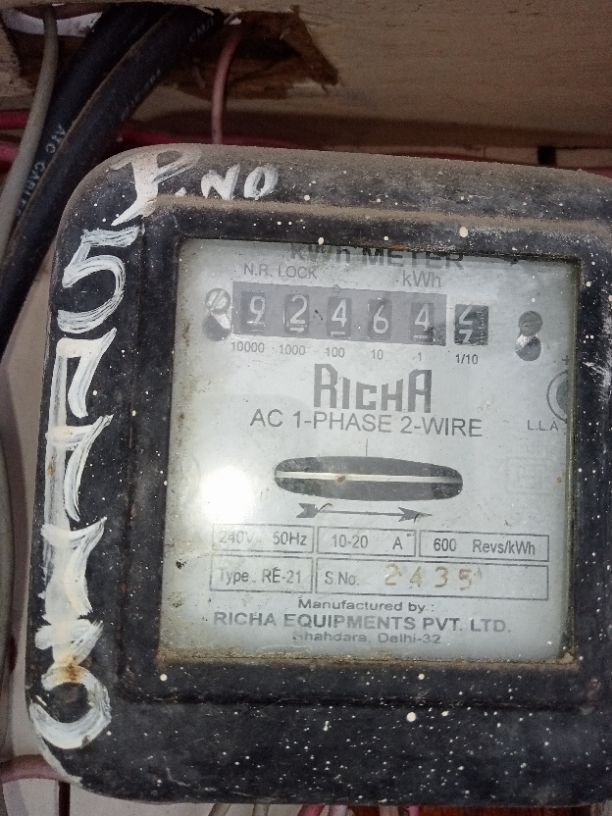 P. NO
kWh METER
N.R. LOCK
kWh
9 2 4 6 4
10000 1000 100 10 1 1/10
RICHA
AC 1-PHASE 2-WIRE
240V 50Hz 10-20 A 600 Revs/kWh
Type. RE-21 S No. 2435
Manufactured by.:
RICHA EQUIPMENTS PVT. LTD.
Shahdara, Delhi-32